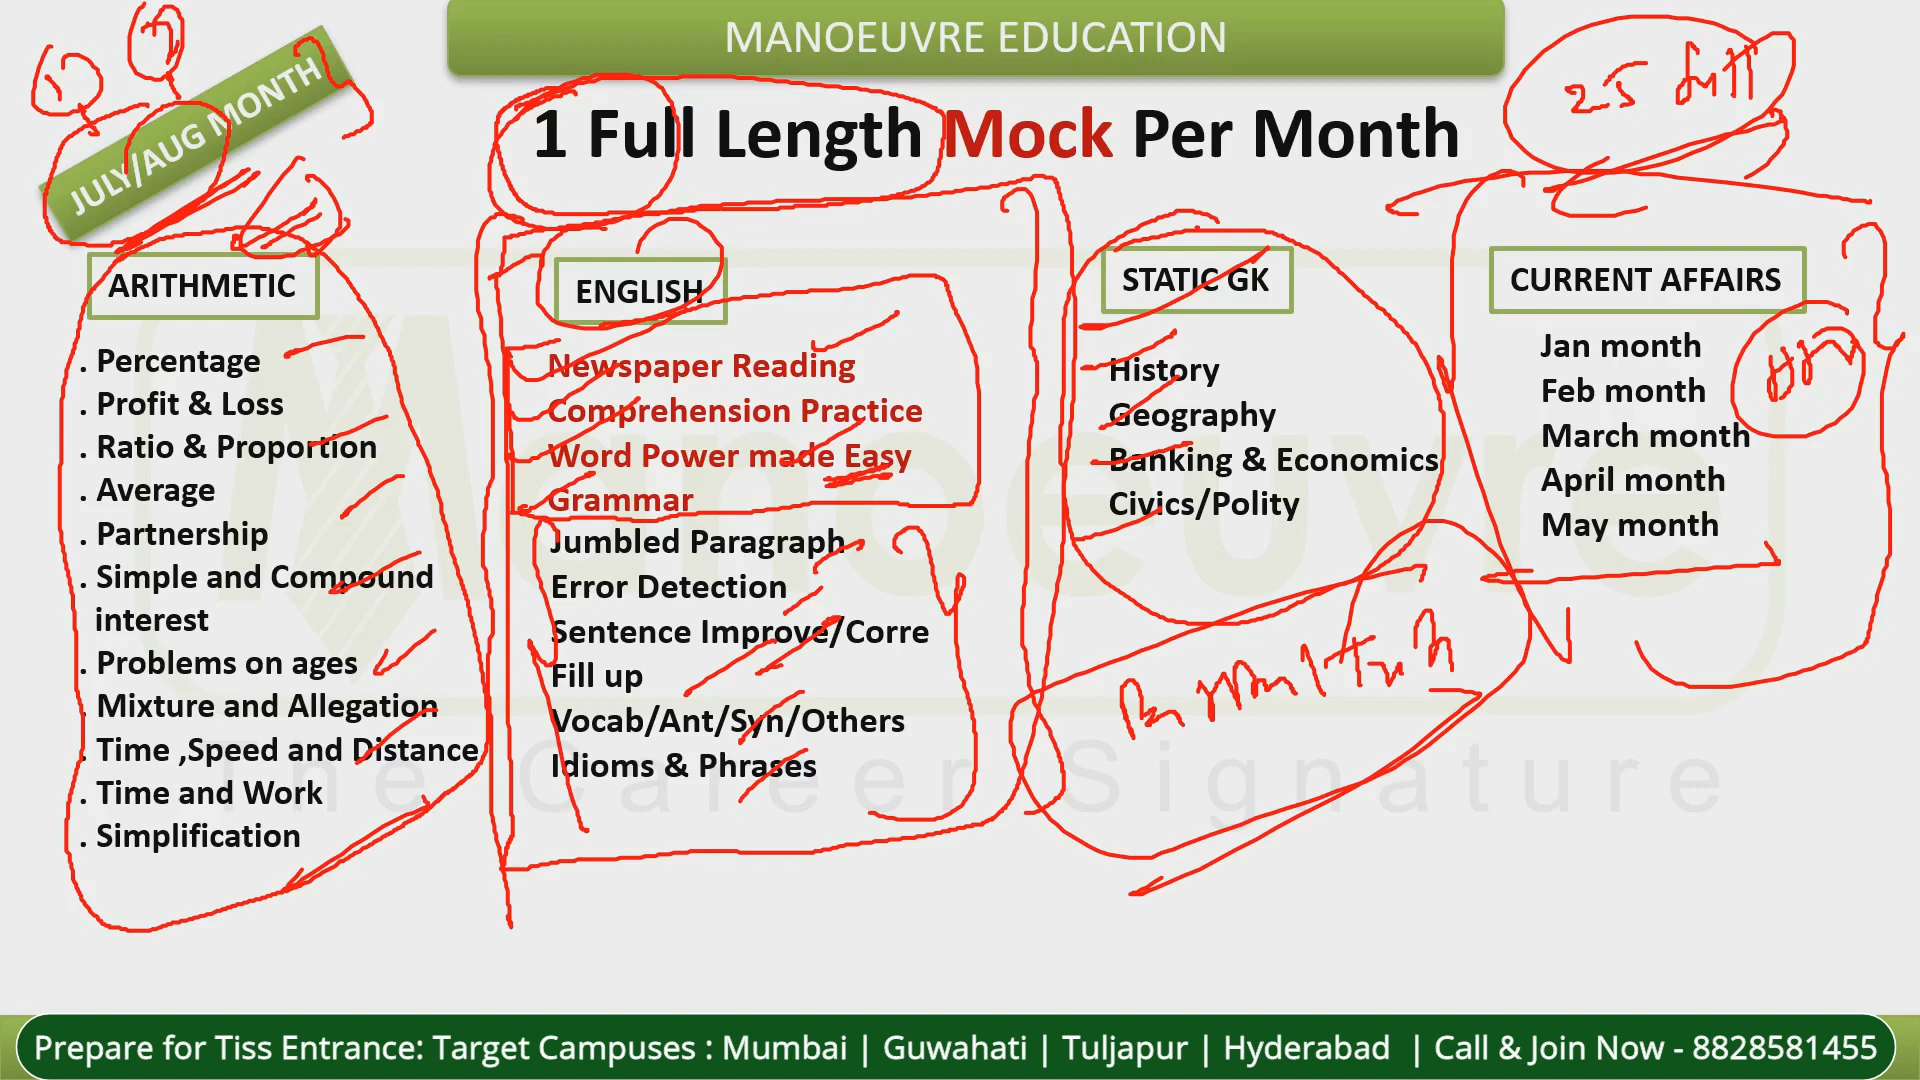 MANOEUVRE EDUCATION
JULY/AUG MONTH
1 Full Length Mock Per Month
25 full
ARITHMETIC
. Percentage
. Profit & Loss
. Ratio & Proportion
. Average
. Partnership
. Simple and Compound
interest
. Problems on ages
. Mixture and Allegation
. Time ,Speed and Distance
. Time and Work
. Simplification
ENGLISH
Newspaper Reading
Comprehension Practice
Word Power made Easy
Grammar
Jumbled Paragraph
Error Detection
Sentence Improve/Corre
Fill up
Vocab/Ant/Syn/Others
Idioms & Phrases
STATIC GK
History
Geography
Banking & Economics
Civics/Polity
CURRENT AFFAIRS
Jan month
Feb month
March month
April month
May month
Manoeuvre
The Career Signature
Prepare for Tiss Entrance: Target Campuses : Mumbai | Guwahati | Tuljapur | Hyderabad | Call & Join Now - 8828581455